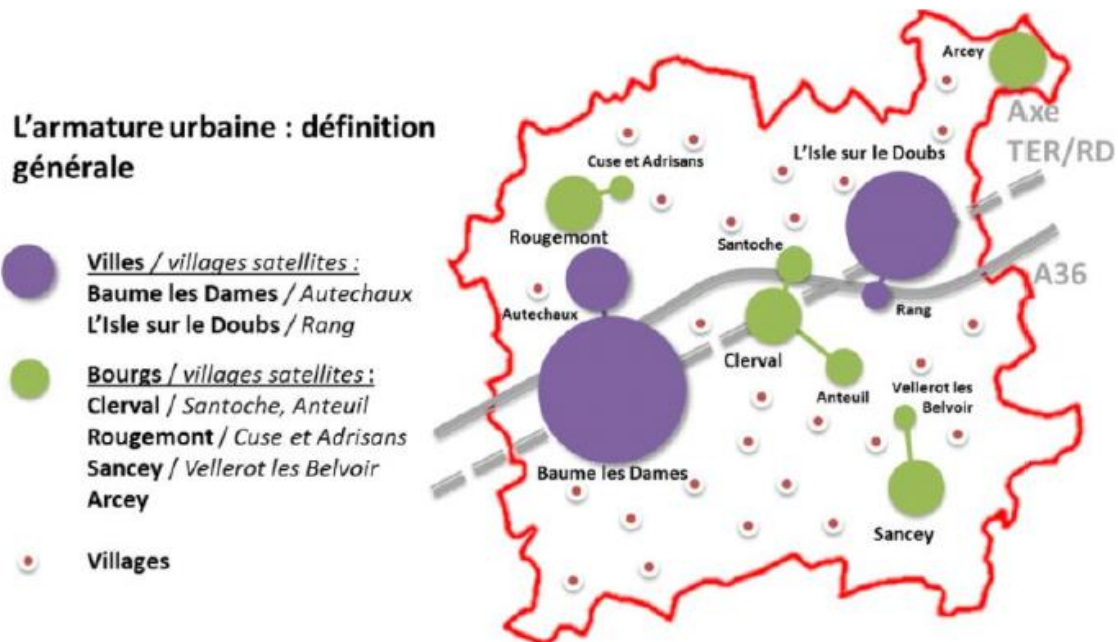 L'armature urbaine : définition
générale
Villes / villages satellites :
Baume les Dames / Autechaux
L'Isle sur le Doubs / Rang
Bourgs / villages satellites :
Clerval / Santoche, Anteuil
Rougemont / Cuse et Adrisans
Sancey / Vellerot les Belvoir
Arcey
Villages
Arcey
Axe
TER/RD
L'Isle sur le Doubs
Cuse et Adrisans
Rougemont
Santoche
A36
Autechaux
Rang
Clerval
Anteuil
Vellerot les
Belvoir
Baume les Dames
Sancey